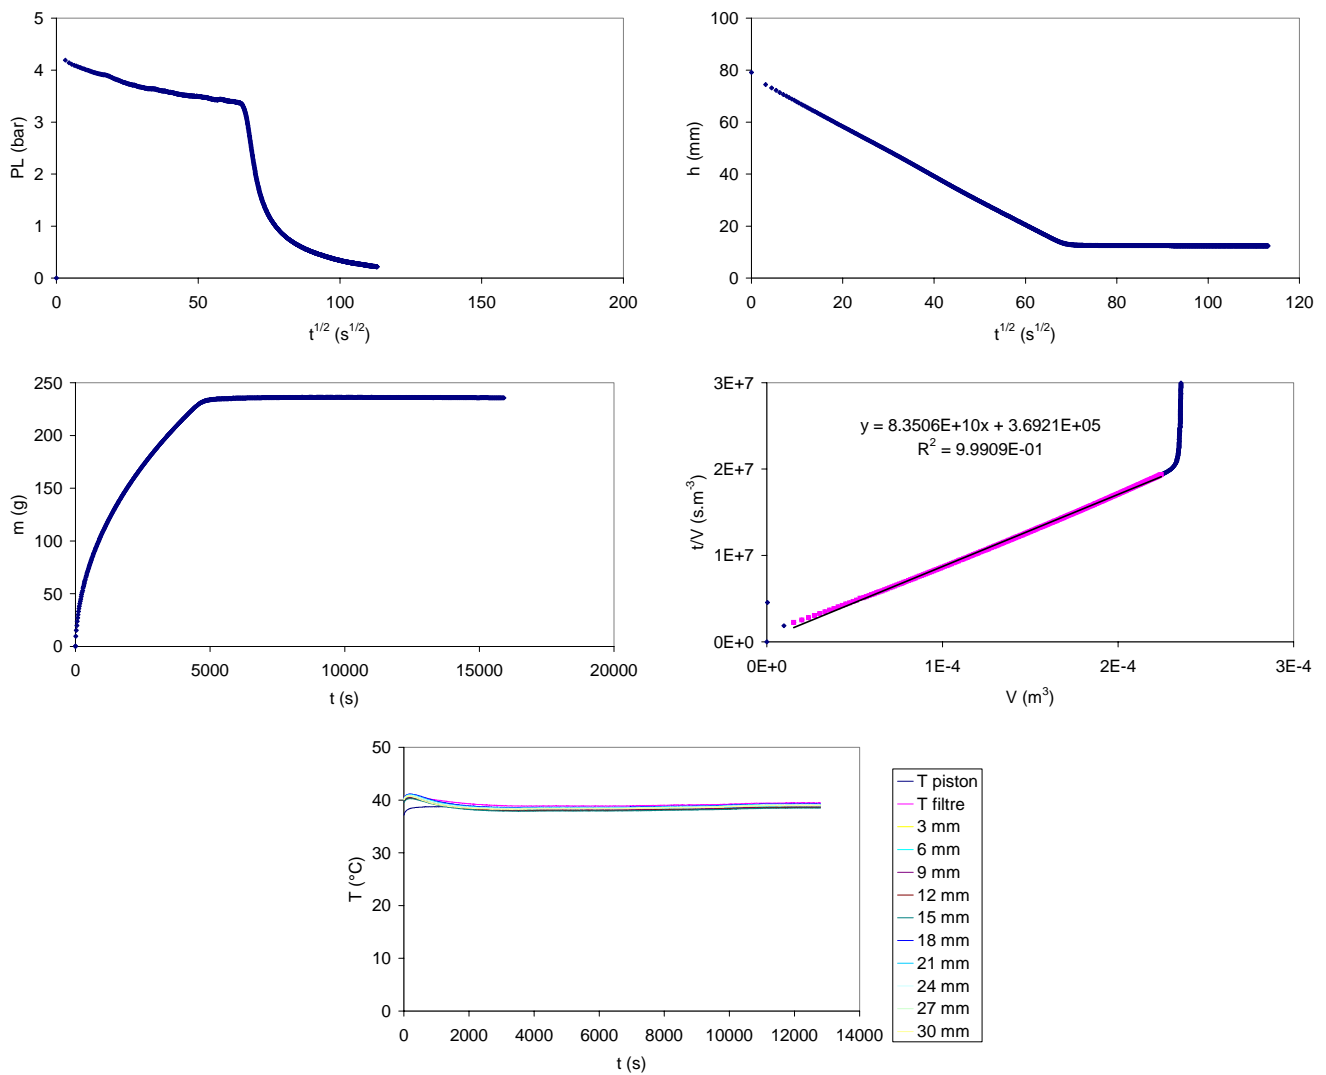 5
4
3
2
1
0
PL (bar)
0 50 100 150 200
t^1/2 (s^1/2)
100
80
60
40
20
0
h (mm)
0 20 40 60 80 100 120
t^1/2 (s^1/2)
250
200
150
100
50
0
m (g)
0 5000 10000 15000 20000
t (s)
3E+7
2E+7
1E+7
0E+0
t/V (s.m^-3)
y = 8.3506E+10x + 3.6921E+05
R^2 = 9.9909E-01
0E+0 1E-4 2E-4 3E-4
V (m^3)
50
40
30
20
10
0
T (°C)
0 2000 4000 6000 8000 10000 12000 14000
t (s)
T piston
T filtre
3 mm
6 mm
9 mm
12 mm
15 mm
18 mm
21 mm
24 mm
27 mm
30 mm